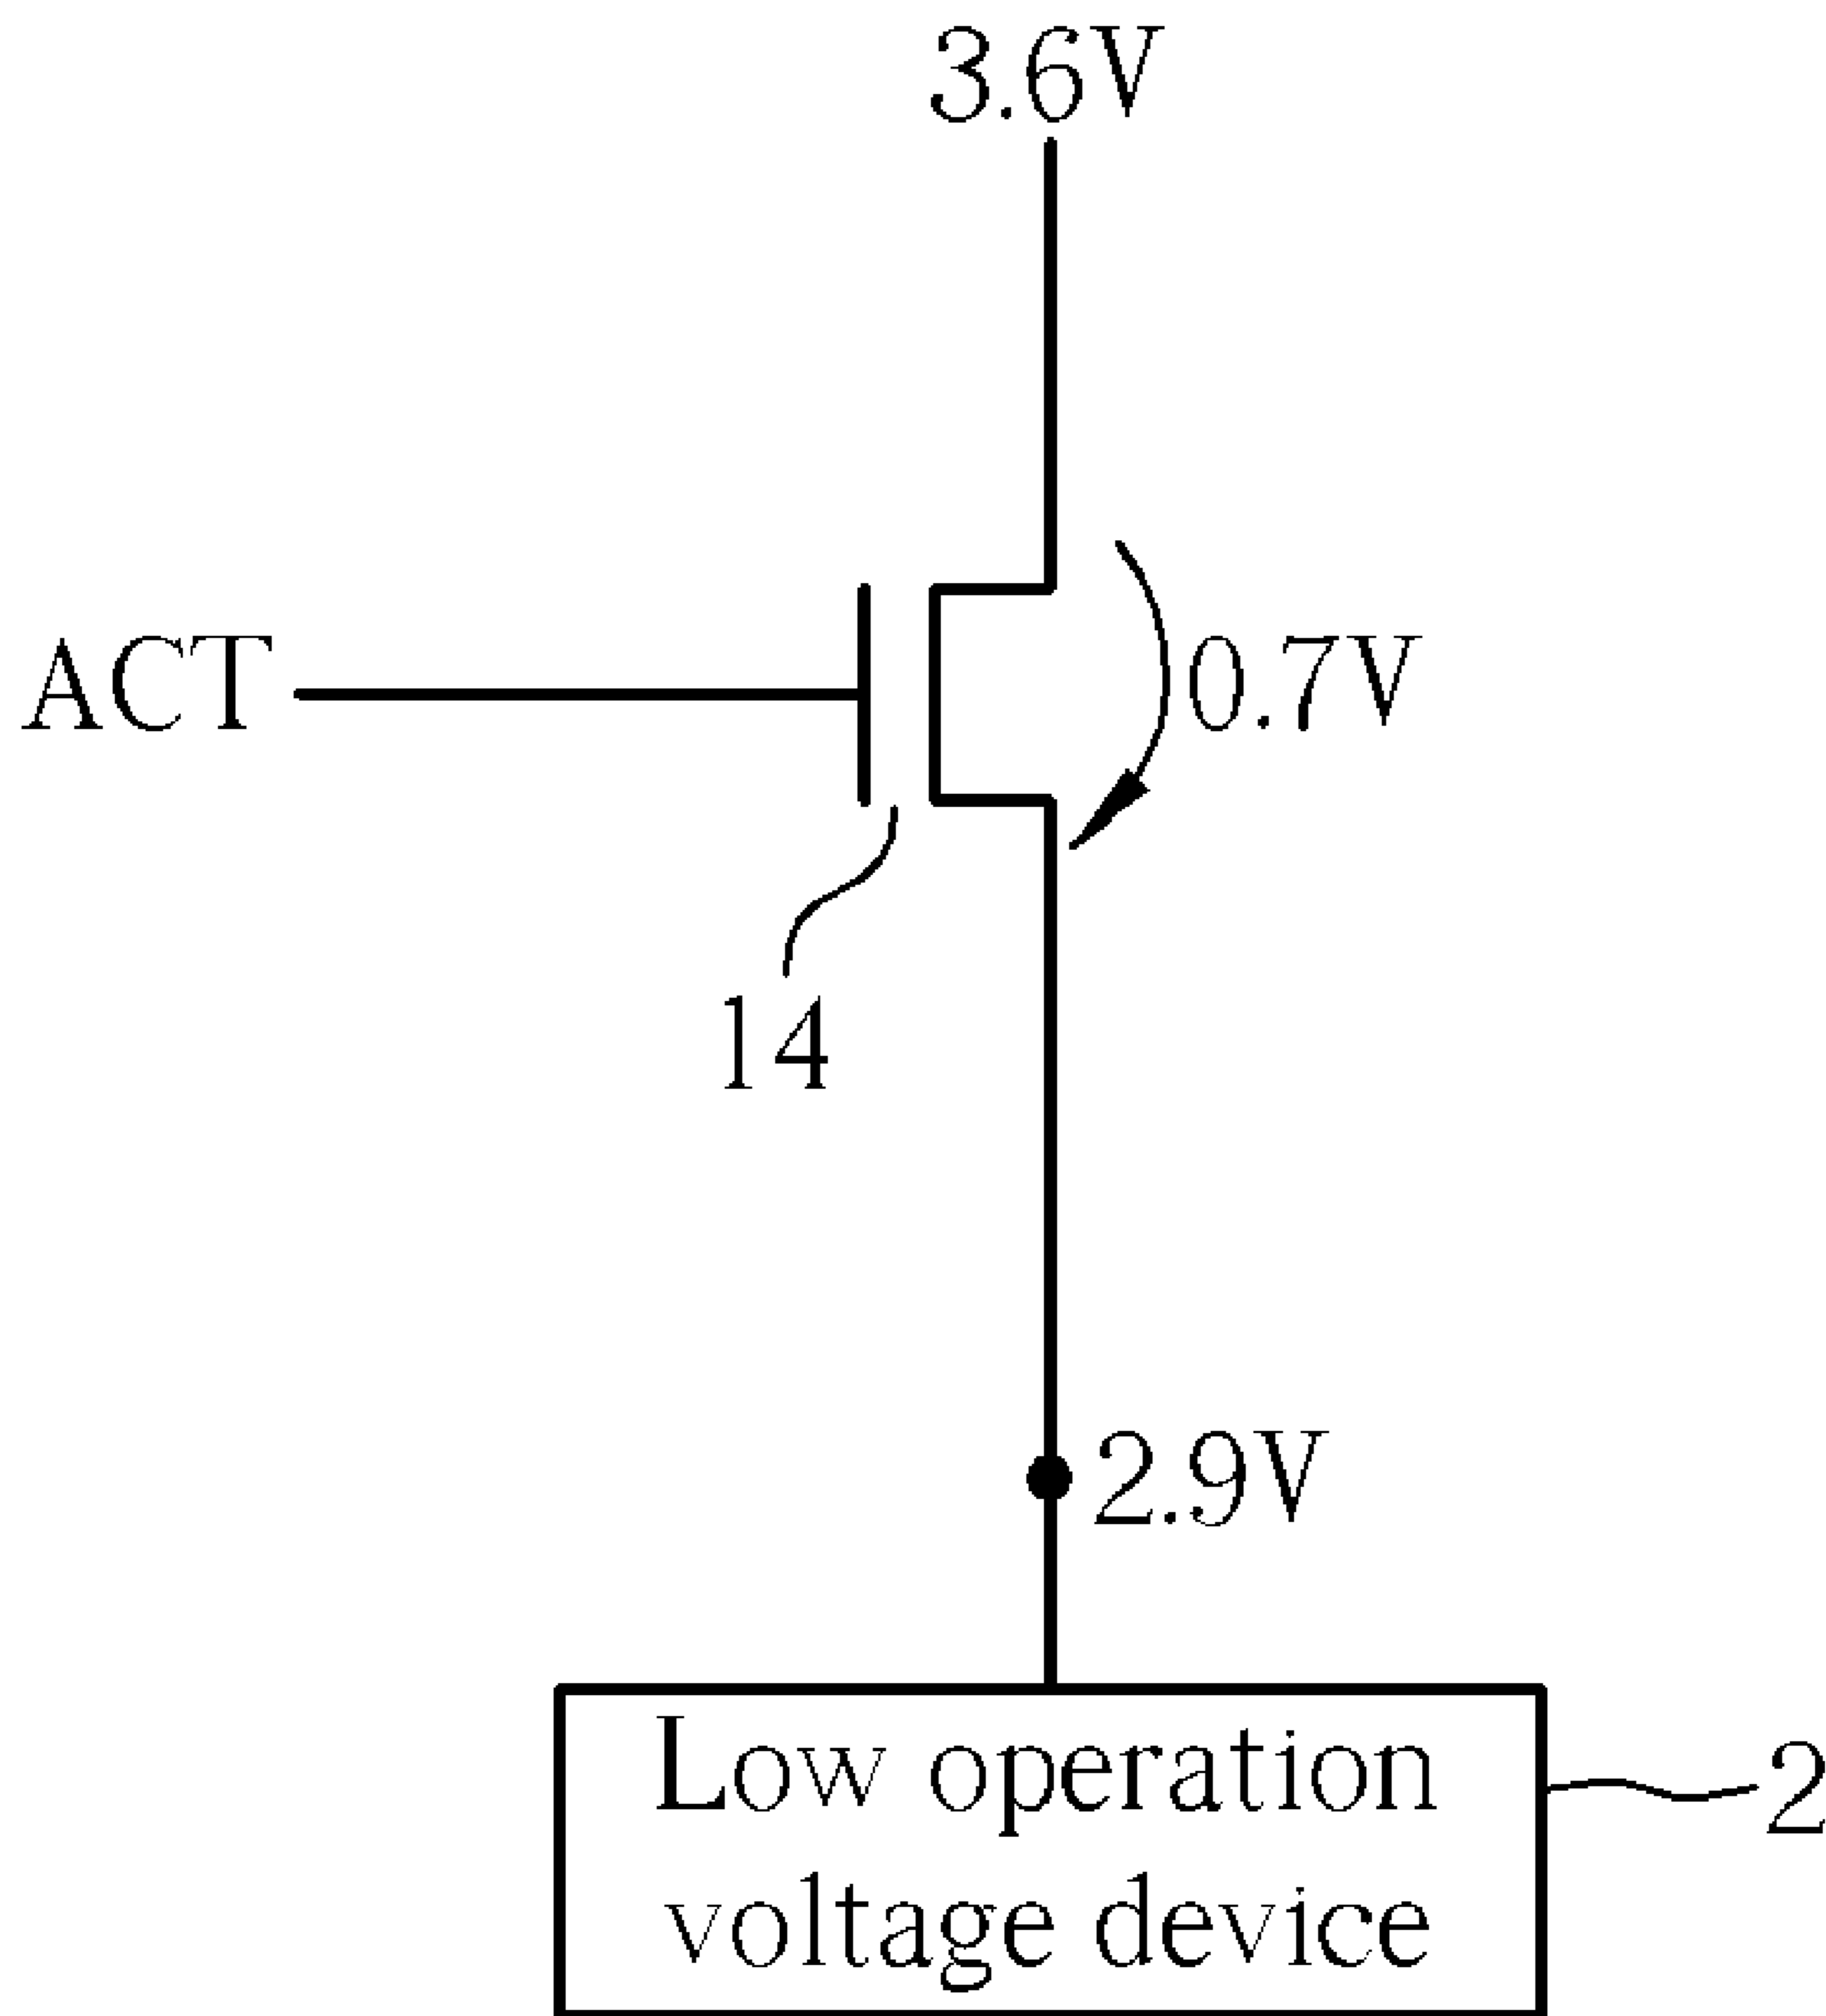 3.6V
ACT
0.7V
14
2.9V
Low operation
voltage device
2